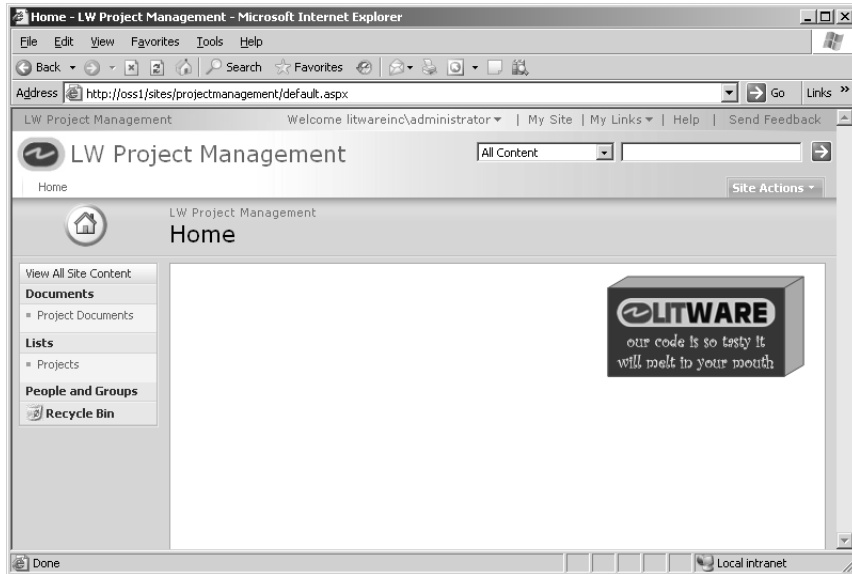 Home - LW Project Management - Microsoft Internet Explorer
File Edit View Favorites Tools Help
Back Search Favorites
Address http://oss1/sites/projectmanagement/default.aspx Go Links »
LW Project Management Welcome litwareinc\administrator | My Site | My Links | Help | Send Feedback
LW Project Management All Content
Home Site Actions
LW Project Management
Home
View All Site Content
Documents
Project Documents
Lists
Projects
People and Groups
Recycle Bin
LITWARE
our code is so tasty it
will melt in your mouth
Done Local intranet